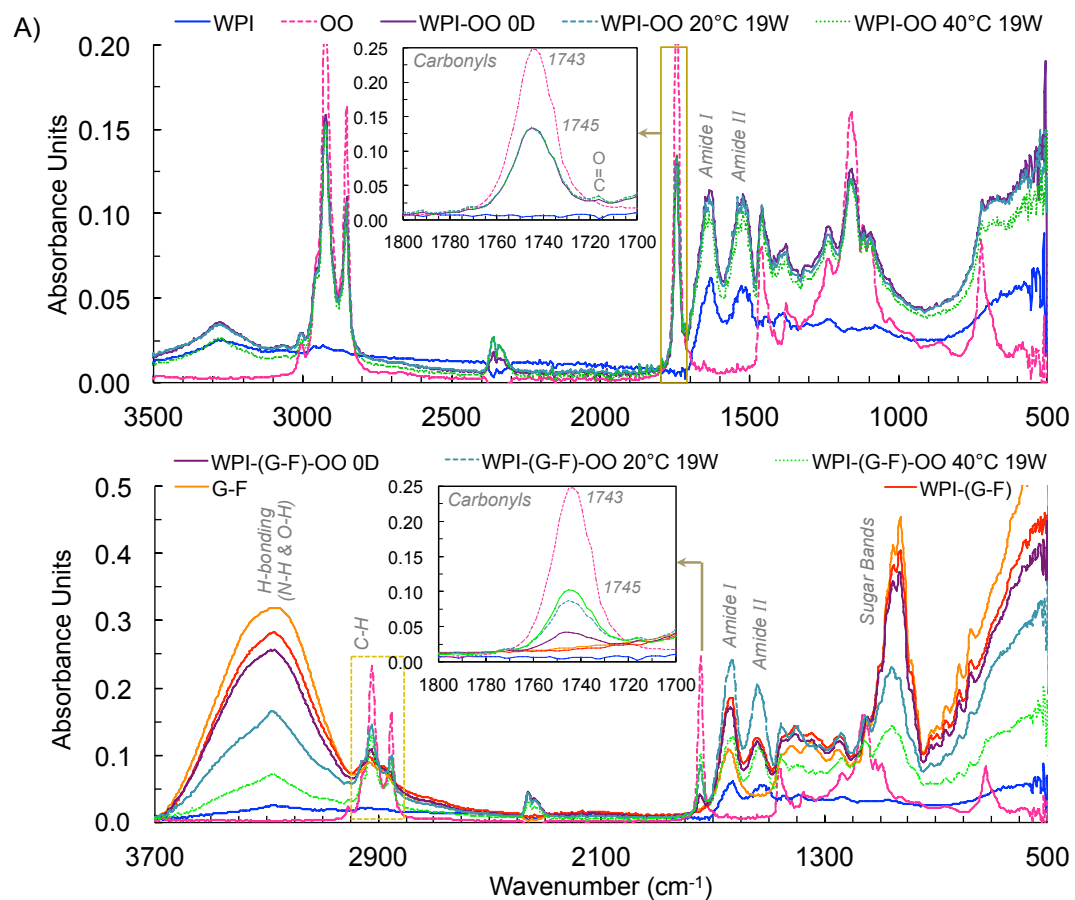 A)
WPI OO WPI-OO 0D WPI-OO 20°C 19W WPI-OO 40°C 19W
Absorbance Units
0.20
0.15
0.10
0.05
0.00
3500 3000 2500 2000 1500 1000 500
Carbonyls
1743
1745
O
=
C
0.25
0.20
0.15
0.10
0.05
0.00
1800 1780 1760 1740 1720 1700
Amide I
Amide II
WPI-(G-F)-OO 0D WPI-(G-F)-OO 20°C 19W WPI-(G-F)-OO 40°C 19W
G-F WPI-(G-F)
Absorbance Units
0.5
0.4
0.3
0.2
0.1
0.0
H-bonding
(N-H & O-H)
C-H
Carbonyls
1743
1745
0.25
0.20
0.15
0.10
0.05
0.00
1800 1780 1760 1740 1720 1700
Amide I
Amide II
Sugar Bands
3700 2900 2100 1300 500
Wavenumber (cm⁻¹)